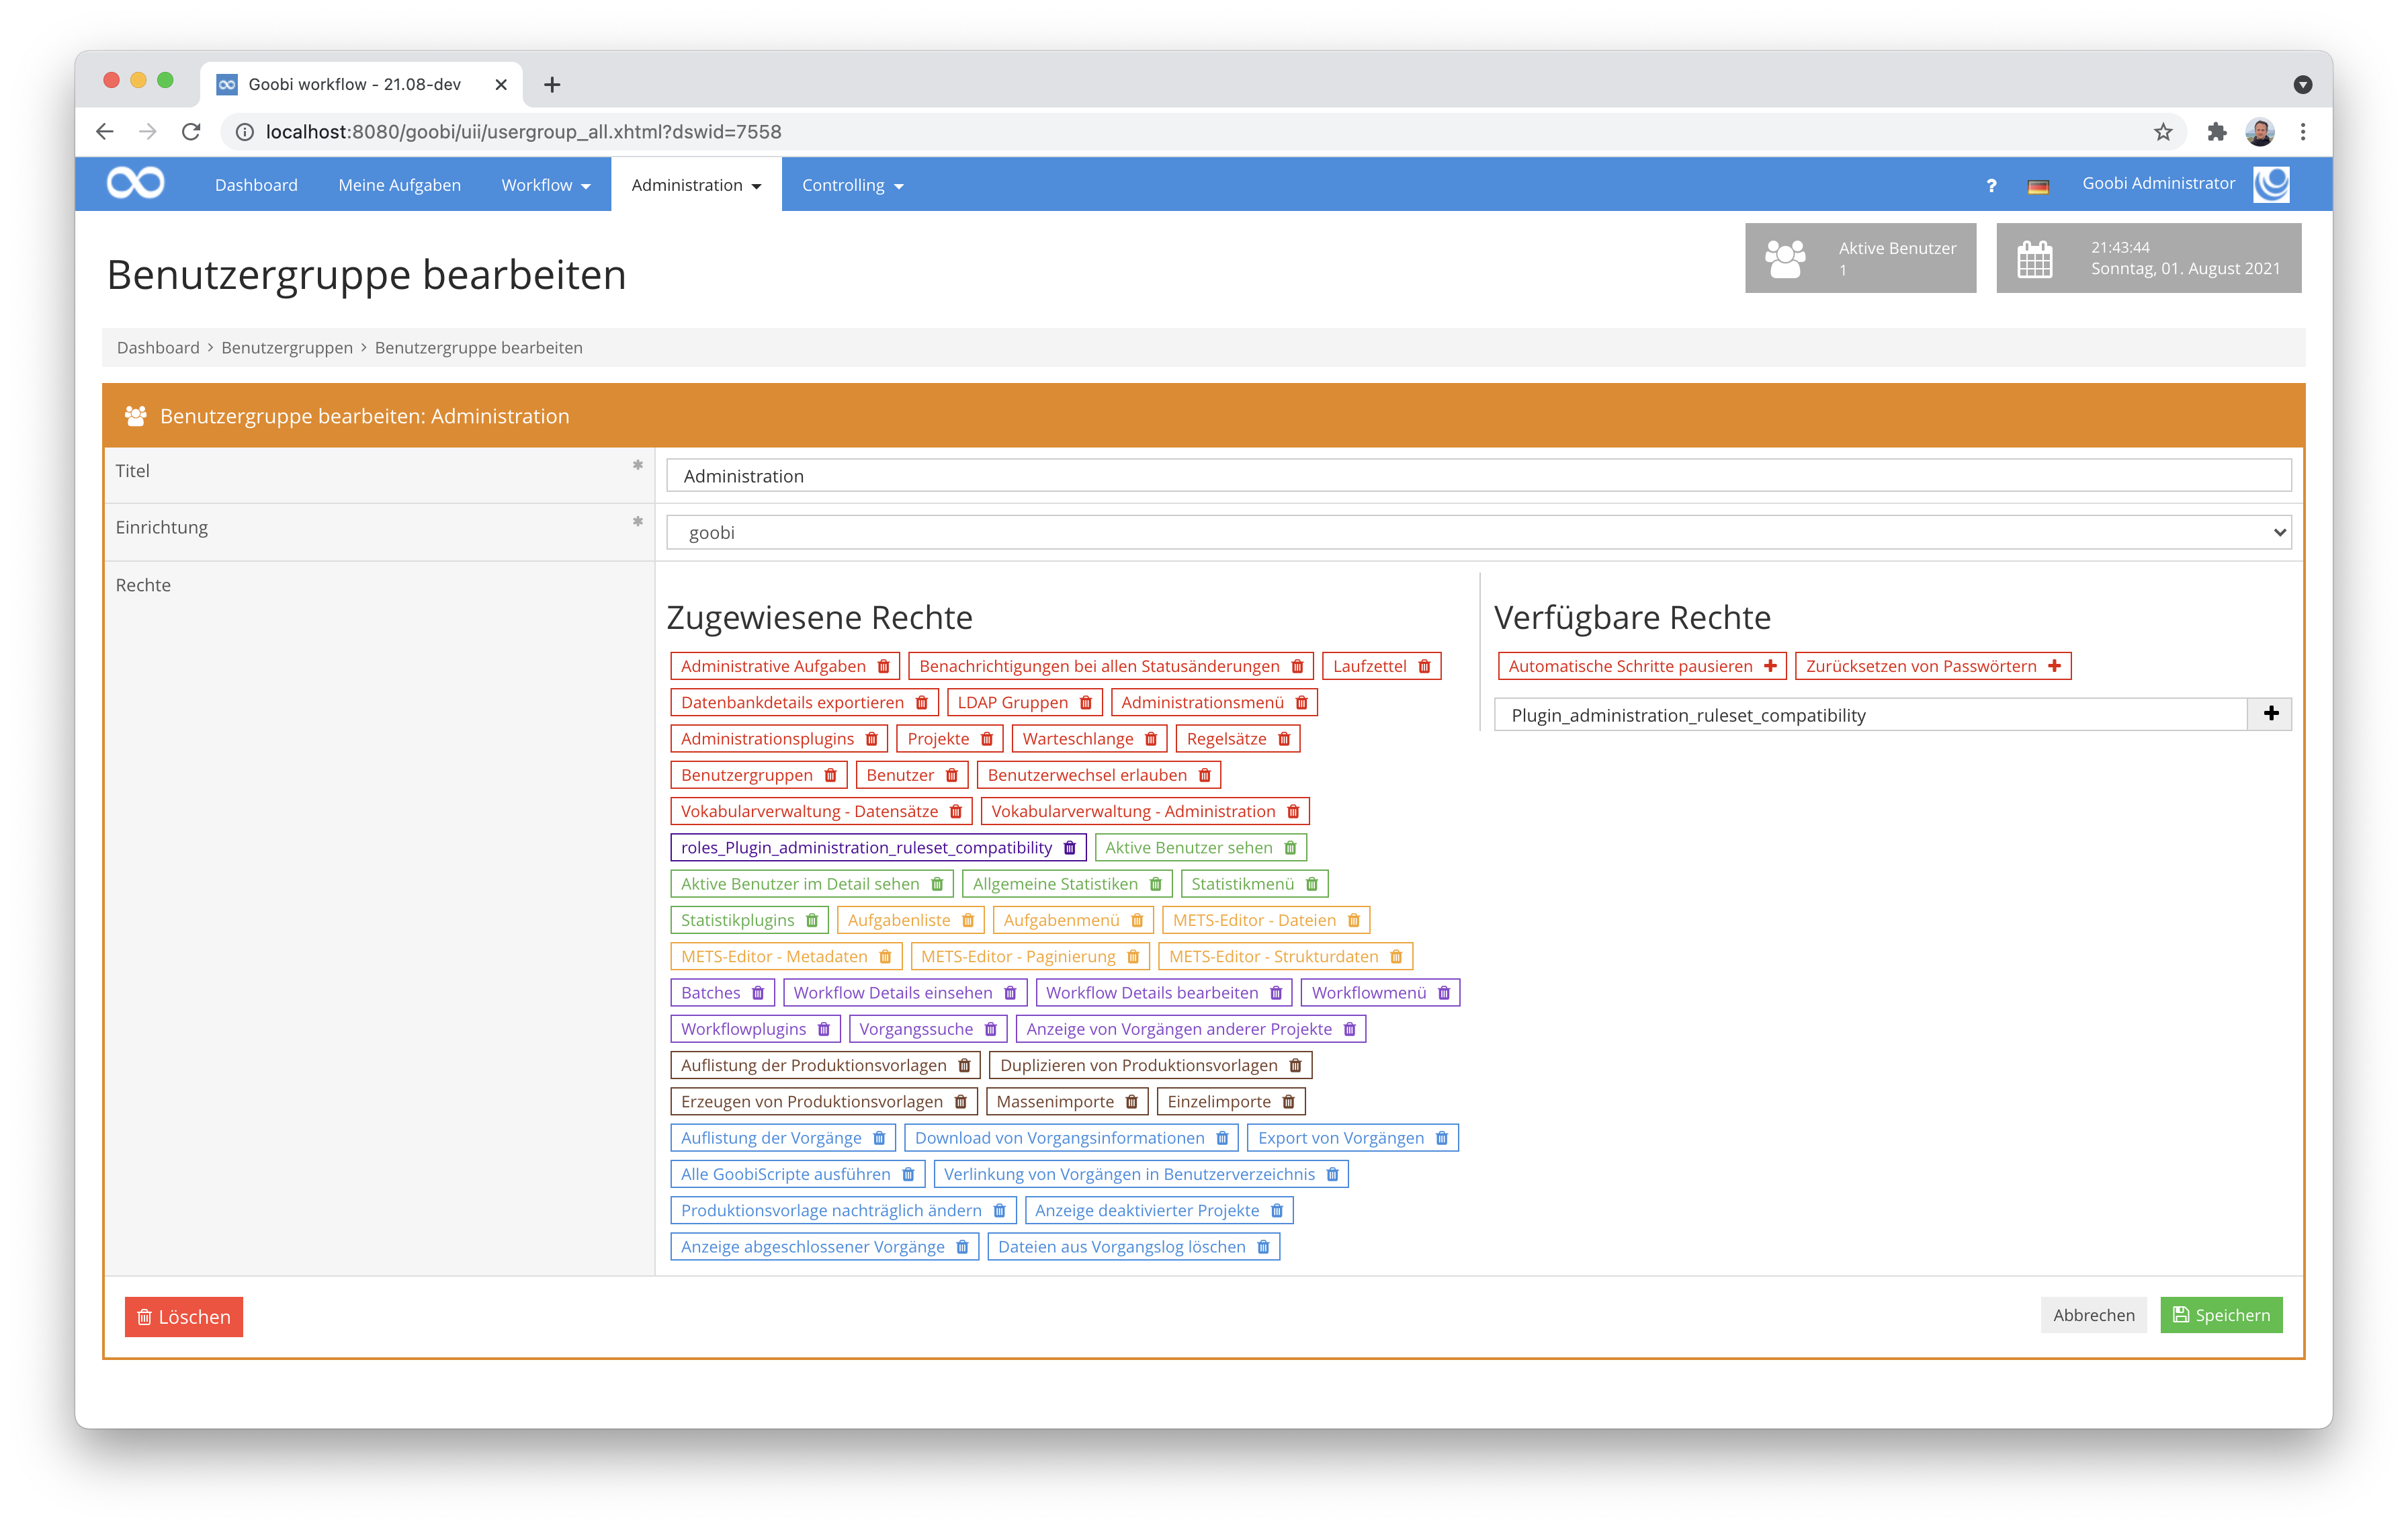 Goobi workflow - 21.08-dev
localhost:8080/goobi/uii/usergroup_all.xhtml?dswid=7558
Dashboard Meine Aufgaben Workflow Administration Controlling ? Goobi Administrator
Benutzergruppe bearbeiten
Aktive Benutzer
1
21:43:44
Sonntag, 01. August 2021
Dashboard > Benutzergruppen > Benutzergruppe bearbeiten
Benutzergruppe bearbeiten: Administration
Titel * Administration
Einrichtung * goobi
Rechte
Zugewiesene Rechte
Administrative Aufgaben Benachrichtigungen bei allen Statusänderungen Laufzettel
Datenbankdetails exportieren LDAP Gruppen Administrationsmenü
Administrationsplugins Projekte Warteschlange Regelsätze
Benutzergruppen Benutzer Benutzerwechsel erlauben
Vokabularverwaltung - Datensätze Vokabularverwaltung - Administration
roles_Plugin_administration_ruleset_compatibility Aktive Benutzer sehen
Aktive Benutzer im Detail sehen Allgemeine Statistiken Statistikmenü
Statistikplugins Aufgabenliste Aufgabenmenü METS-Editor - Dateien
METS-Editor - Metadaten METS-Editor - Paginierung METS-Editor - Strukturdaten
Batches Workflow Details einsehen Workflow Details bearbeiten Workflowmenü
Workflowplugins Vorgangssuche Anzeige von Vorgängen anderer Projekte
Auflistung der Produktionsvorlagen Duplizieren von Produktionsvorlagen
Erzeugen von Produktionsvorlagen Massenimporte Einzelimporte
Auflistung der Vorgänge Download von Vorgangsinformationen Export von Vorgängen
Alle GoobiScripte ausführen Verlinkung von Vorgängen in Benutzerverzeichnis
Produktionsvorlage nachträglich ändern Anzeige deaktivierter Projekte
Anzeige abgeschlossener Vorgänge Dateien aus Vorgangslog löschen
Verfügbare Rechte
Automatische Schritte pausieren Zurücksetzen von Passwörtern
Plugin_administration_ruleset_compatibility
Löschen Abbrechen Speichern